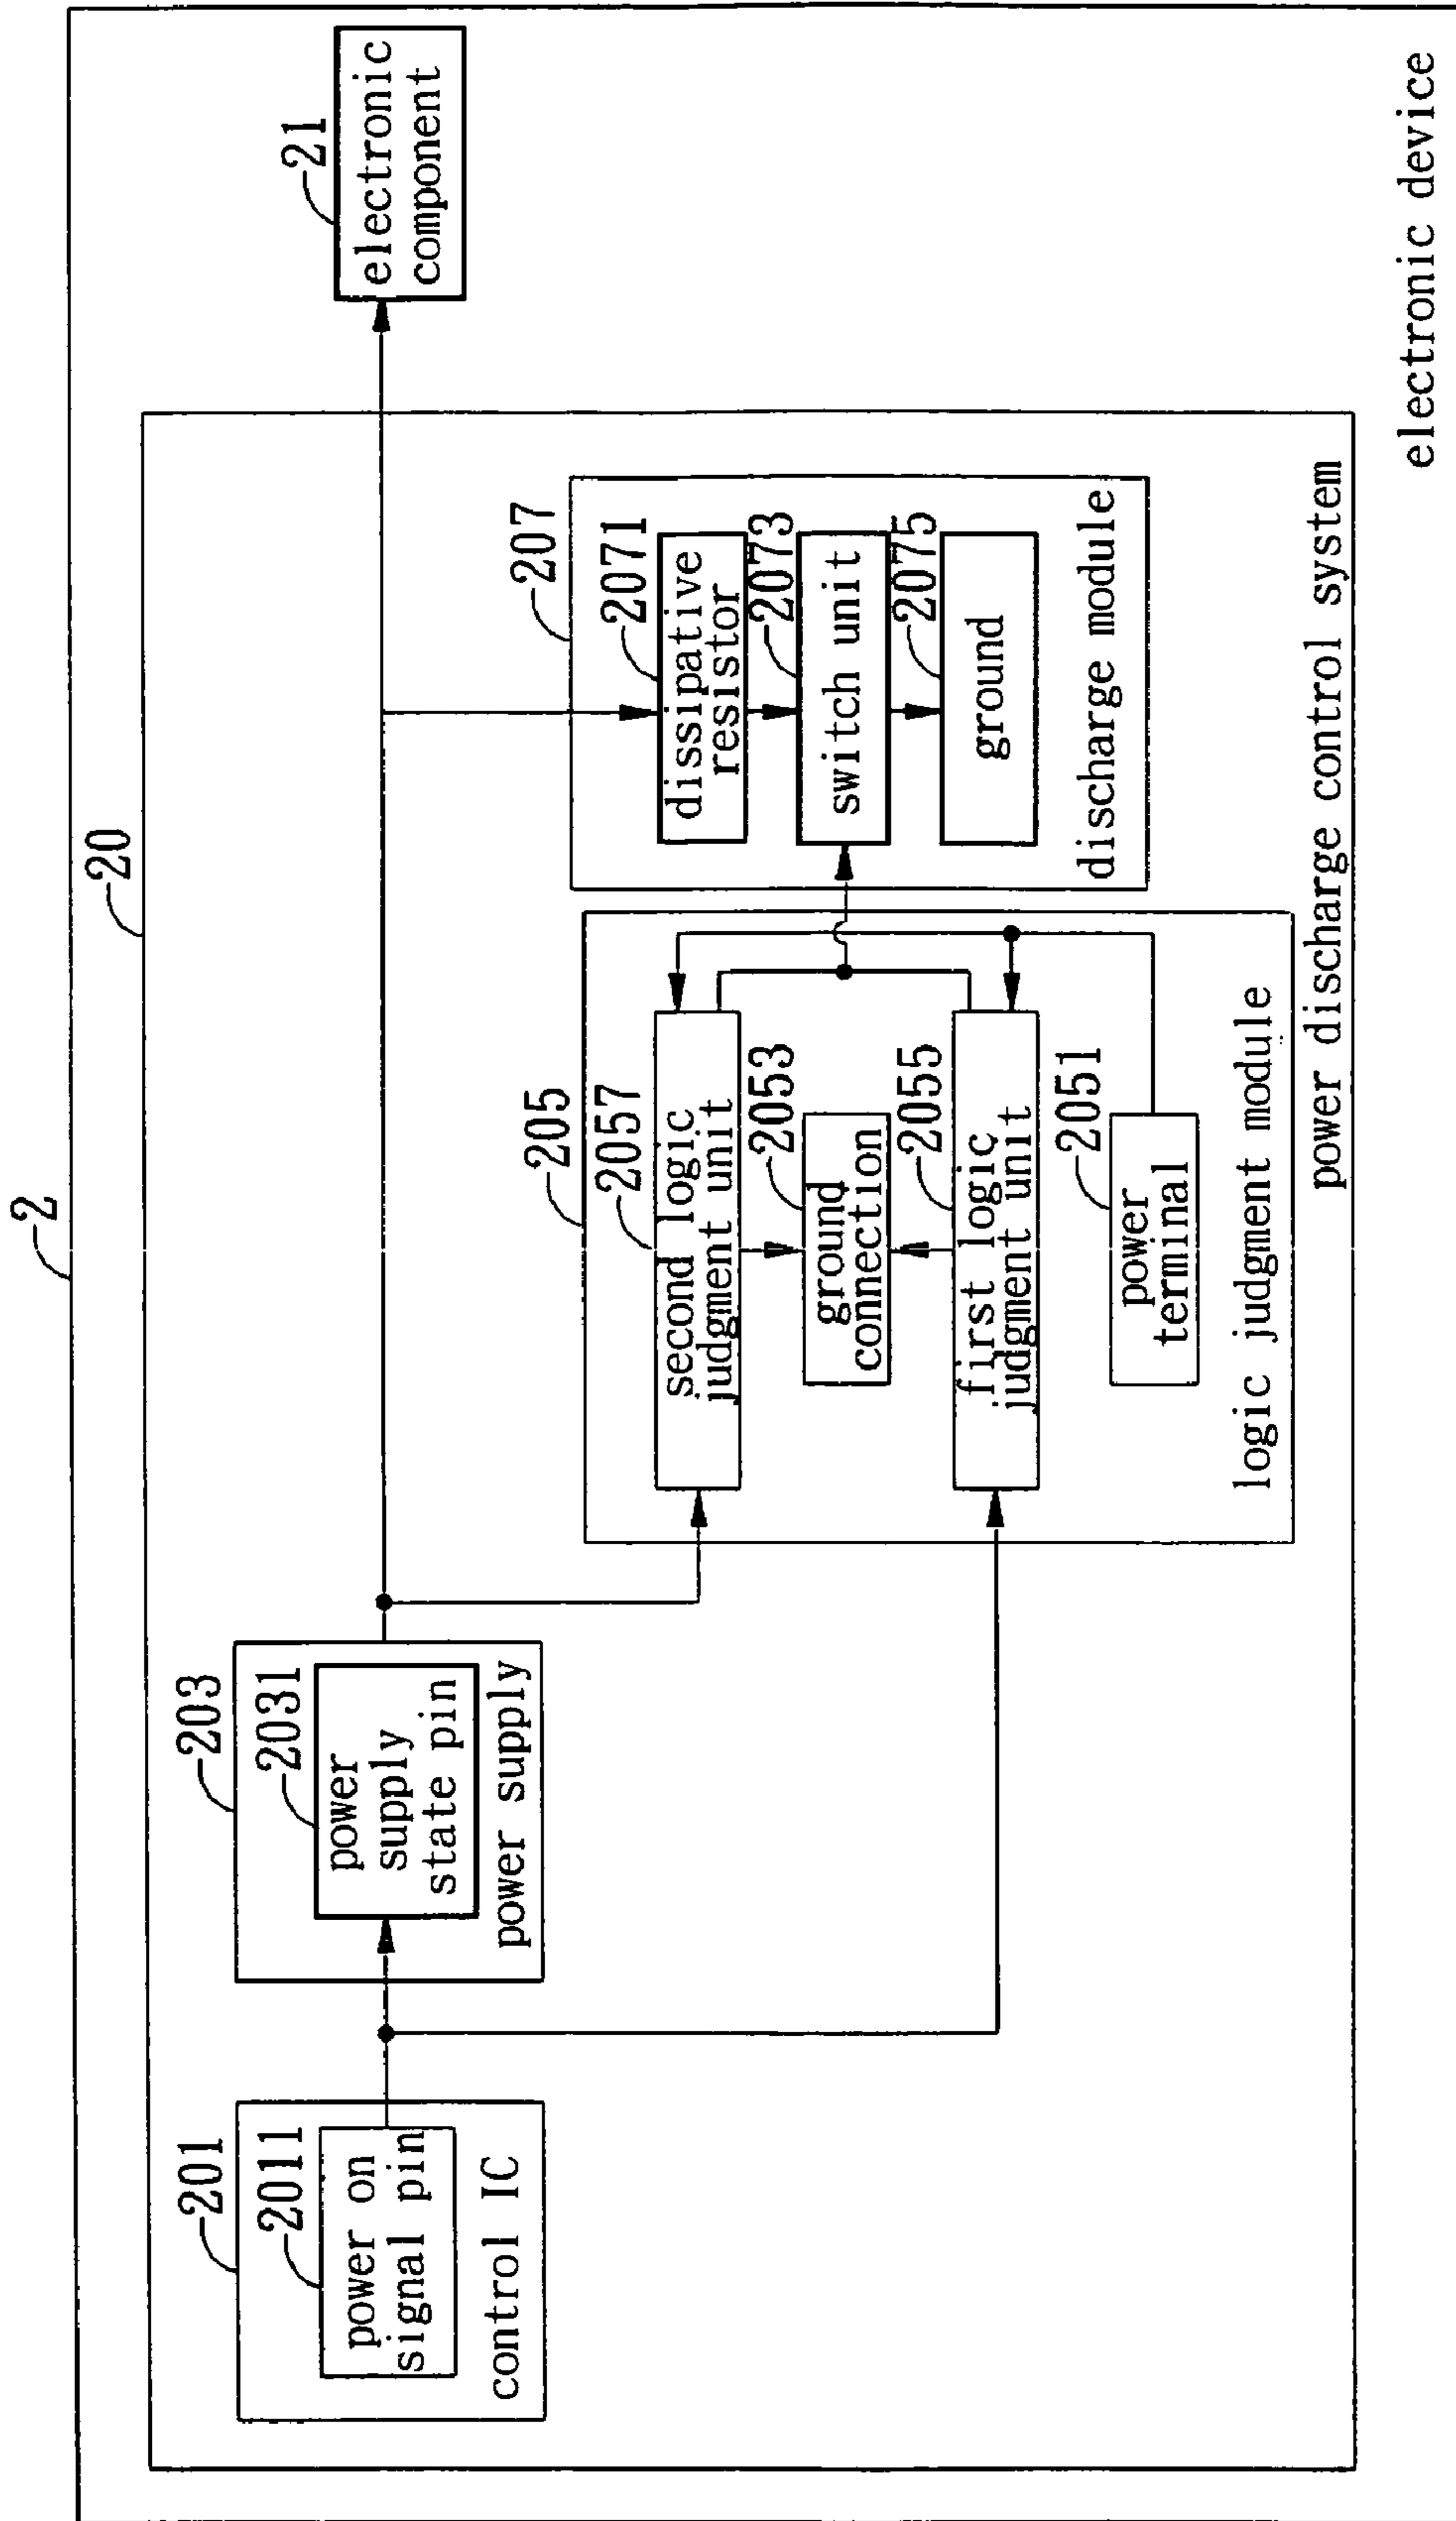 2
20
201
2011
power on
signal pin
control IC
203
2031
power
supply
state pin
power supply
205
2057
second logic
judgment unit
2053
ground
connection
2055
first logic
judgment unit
2051
power
terminal
logic judgment module
207
2071
dissipative
resistor
2073
switch unit
2075
ground
discharge module
power discharge control system
21
electronic
component
electronic device